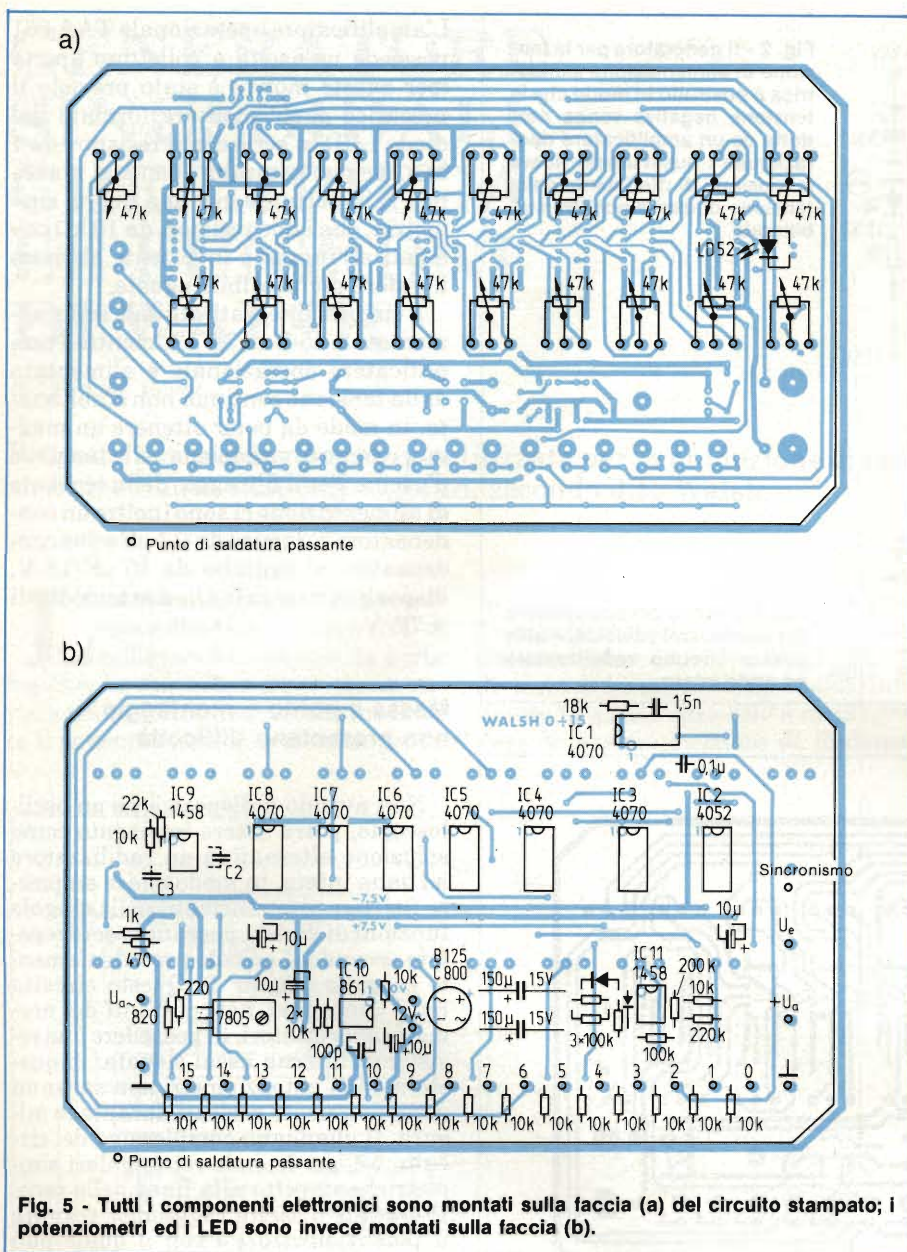 a)
47k 47k 47k 47k 47k 47k 47k 47k 47k 47k
LD52
47k 47k 47k 47k 47k 47k 47k 47k 47k
Punto di saldatura passante
b)
18k 1,5n
WALSH 0 ÷ 15
IC1
4070
0,1µ
22k
10k
IC9
1458
IC8
4070
IC7
4070
IC6
4070
IC5
4070
IC4
4070
IC3
4070
IC2
4052
C2
C3
Sincronismo
-7,5V
+7,5V
1k
470
10µ
10µ
Ue
Ua~
820
220
7805
10µ
2×
10k
IC10
861
100p
10k
0V
12V~
10µ
B125
C800
150µ 15V
150µ 15V
3×100k
IC11
1458
200k
10k
220k
100k
+Ua
15 14 13 12 11 10 9 8 7 6 5 4 3 2 1 0
10k 10k 10k 10k 10k 10k 10k 10k 10k 10k 10k 10k 10k 10k 10k
Punto di saldatura passante
Fig. 5 - Tutti i componenti elettronici sono montati sulla faccia (a) del circuito stampato; i
potenziometri ed i LED sono invece montati sulla faccia (b).